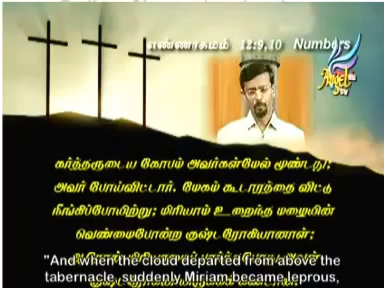 எண்ணாகமம் 12:9,10 Numbers
Angel TV
கர்த்தருடைய கோபம் அவர்கள்மேல் மூண்டது;
அவர் போய்விட்டார். மேகம் கூடாரத்தை விட்டு
நீங்கிப்போயிற்று; மிரியாம் உறைந்த மழையின்
வெண்மைபோன்ற குஷ்டரோகியானாள்;
"And when the cloud departed from above the
tabernacle, suddenly Miriam became leprous,